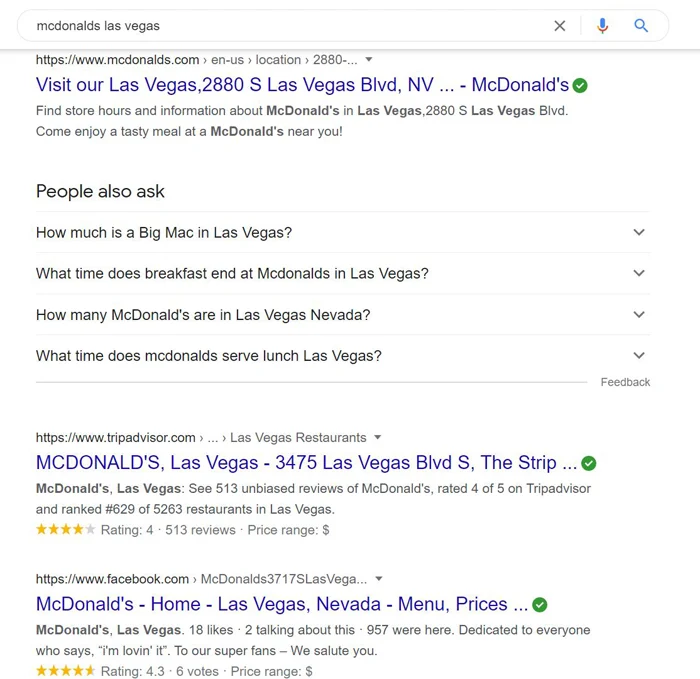 mcdonalds las vegas
https://www.mcdonalds.com › en-us › location › 2880-...
Visit our Las Vegas,2880 S Las Vegas Blvd, NV ... - McDonald's
Find store hours and information about McDonald's in Las Vegas,2880 S Las Vegas Blvd.
Come enjoy a tasty meal at a McDonald's near you!
People also ask
How much is a Big Mac in Las Vegas?
What time does breakfast end at Mcdonalds in Las Vegas?
How many McDonald's are in Las Vegas Nevada?
What time does mcdonalds serve lunch Las Vegas?
Feedback
https://www.tripadvisor.com › ... › Las Vegas Restaurants
MCDONALD'S, Las Vegas - 3475 Las Vegas Blvd S, The Strip ...
McDonald's, Las Vegas: See 513 unbiased reviews of McDonald's, rated 4 of 5 on Tripadvisor
and ranked #629 of 5263 restaurants in Las Vegas.
Rating: 4 · 513 reviews · Price range: $
https://www.facebook.com › McDonalds3717SLasVega...
McDonald's - Home - Las Vegas, Nevada - Menu, Prices ...
McDonald's, Las Vegas. 18 likes · 2 talking about this · 957 were here. Dedicated to everyone
who says, “i'm lovin' it”. To our super fans – We salute you.
Rating: 4.3 · 6 votes · Price range: $